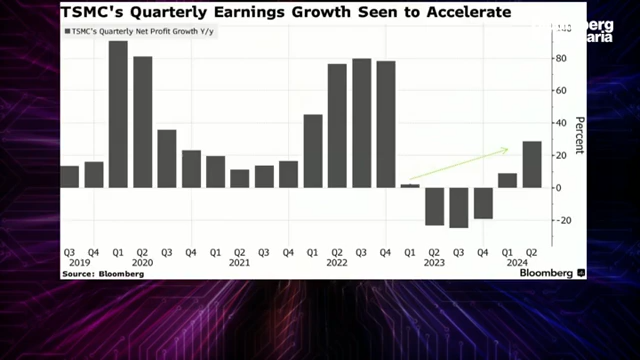 TSMC's Quarterly Earnings Growth Seen to Accelerate
TSMC's Quarterly Net Profit Growth Y/y
100
80
60
40
20
0
-20
Percent
Q3 Q4 Q1 Q2 Q3 Q4 Q1 Q2 Q3 Q4 Q1 Q2 Q3 Q4 Q1 Q2 Q3 Q4 Q1 Q2
2019 2020 2021 2022 2023 2024
Source: Bloomberg
Bloomberg